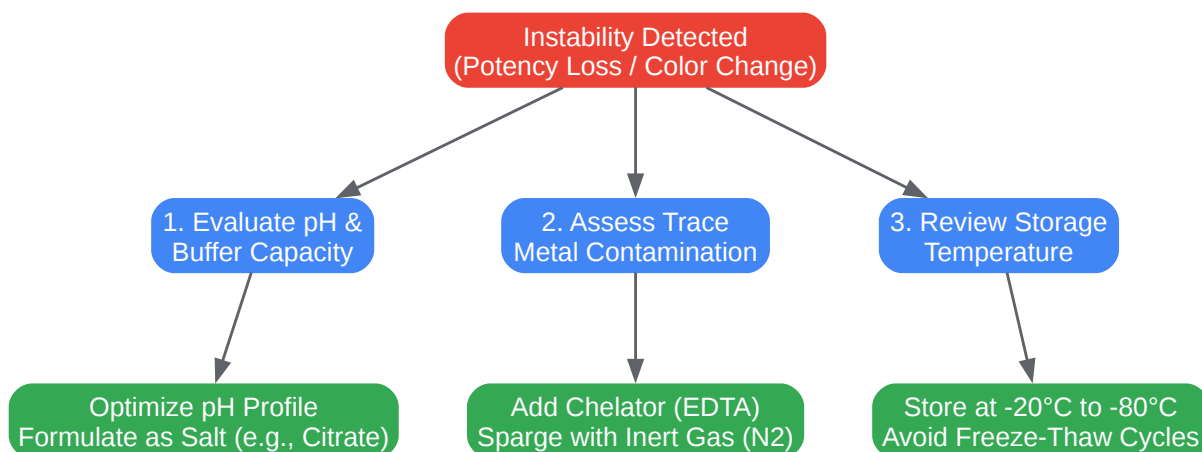 Instability Detected
(Potency Loss / Color Change)
1. Evaluate pH &
Buffer Capacity
2. Assess Trace
Metal Contamination
3. Review Storage
Temperature
Optimize pH Profile
Formulate as Salt (e.g., Citrate)
Add Chelator (EDTA)
Sparge with Inert Gas (N2)
Store at -20°C to -80°C
Avoid Freeze-Thaw Cycles